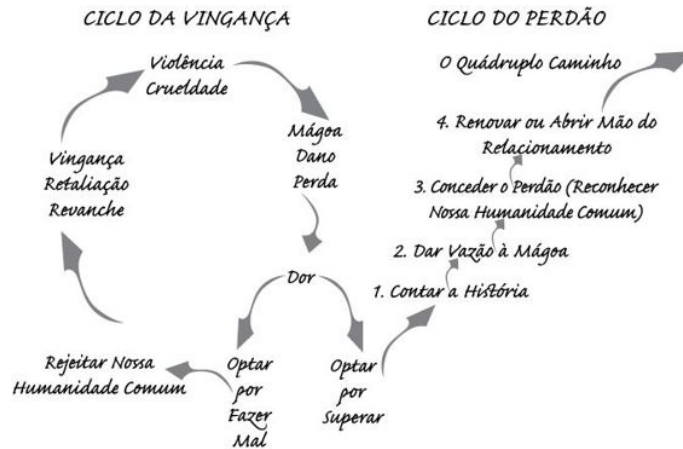 CICLO DA VINGANÇA
Violência
Crueldade
Mágoa
Dano
Perda
Dor
Optar
por
Fazer
Mal
Rejeitar Nossa
Humanidade Comum
Vingança
Retaliação
Revanche
Optar
por
Superar
CICLO DO PERDÃO
O Quádruplo Caminho
4. Renovar ou Abrir Mão do
Relacionamento
3. Conceder o Perdão (Reconhecer
Nossa Humanidade Comum)
2. Dar Vazão à Mágoa
1. Contar a História